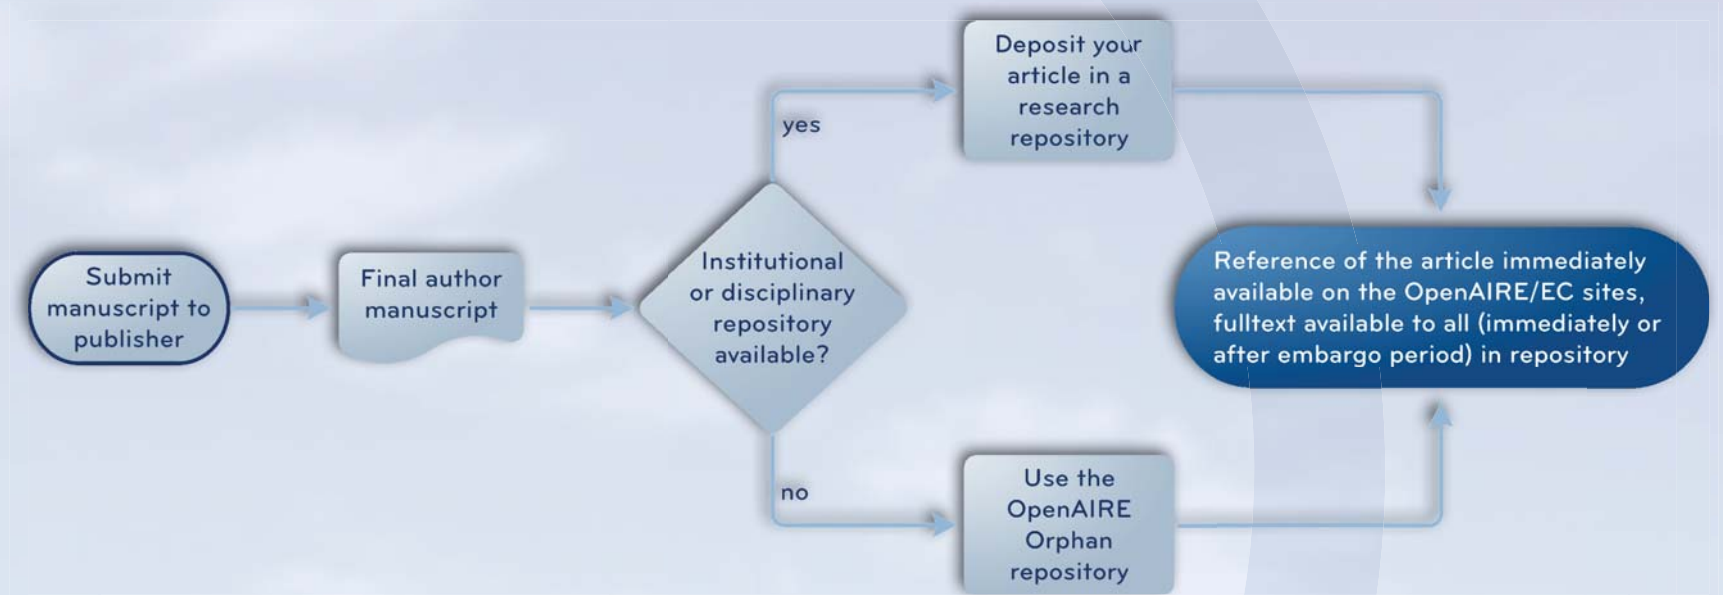 Submit
manuscript to
publisher
Final author
manuscript
Institutional
or disciplinary
repository
available?
yes
Deposit your
article in a
research
repository
no
Use the
OpenAIRE
Orphan
repository
Reference of the article immediately
available on the OpenAIRE/EC sites,
fulltext available to all (immediately or
after embargo period) in repository